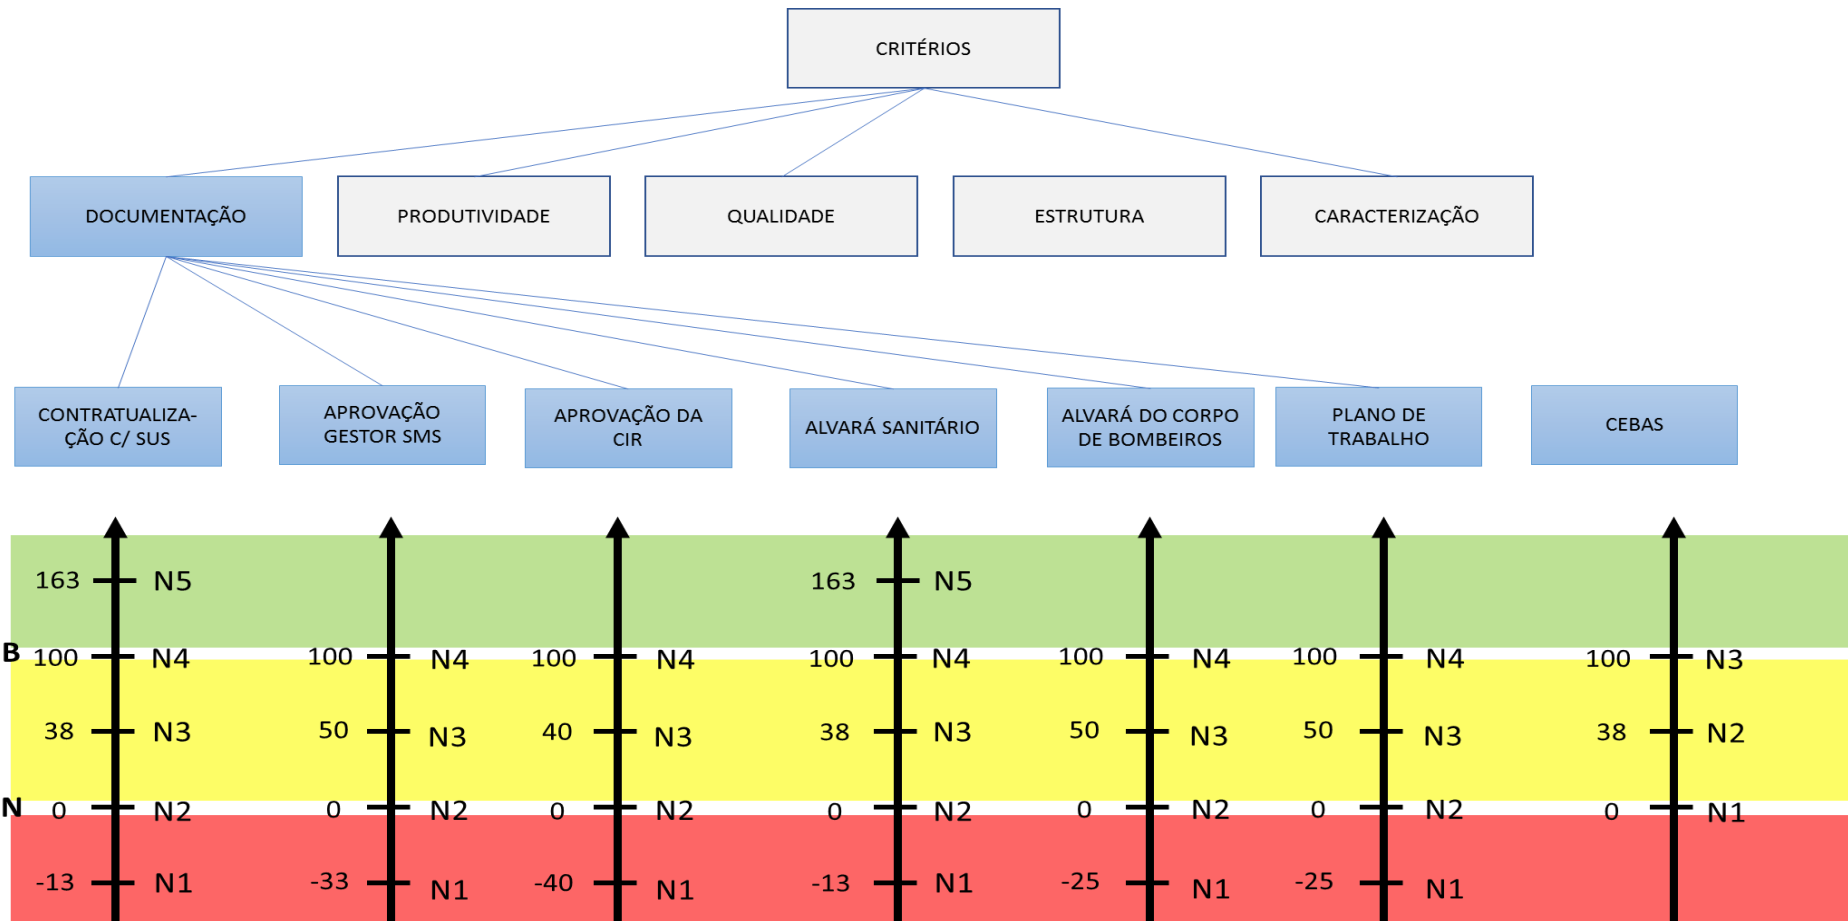 CRITÉRIOS
DOCUMENTAÇÃO
PRODUTIVIDADE
QUALIDADE
ESTRUTURA
CARACTERIZAÇÃO
CONTRATUALIZA-
ÇÃO C/ SUS
APROVAÇÃO
GESTOR SMS
APROVAÇÃO DA
CIR
ALVARÁ SANITÁRIO
ALVARÁ DO CORPO
DE BOMBEIROS
PLANO DE
TRABALHO
CEBAS
163 N5 163 N5
B 100 N4 100 N4 100 N4 100 N4 100 N4 100 N4 100 N3
38 N3 50 N3 40 N3 38 N3 50 N3 50 N3 38 N2
N 0 N2 0 N2 0 N2 0 N2 0 N2 0 N2 0 N1
-13 N1 -33 N1 -40 N1 -13 N1 -25 N1 -25 N1